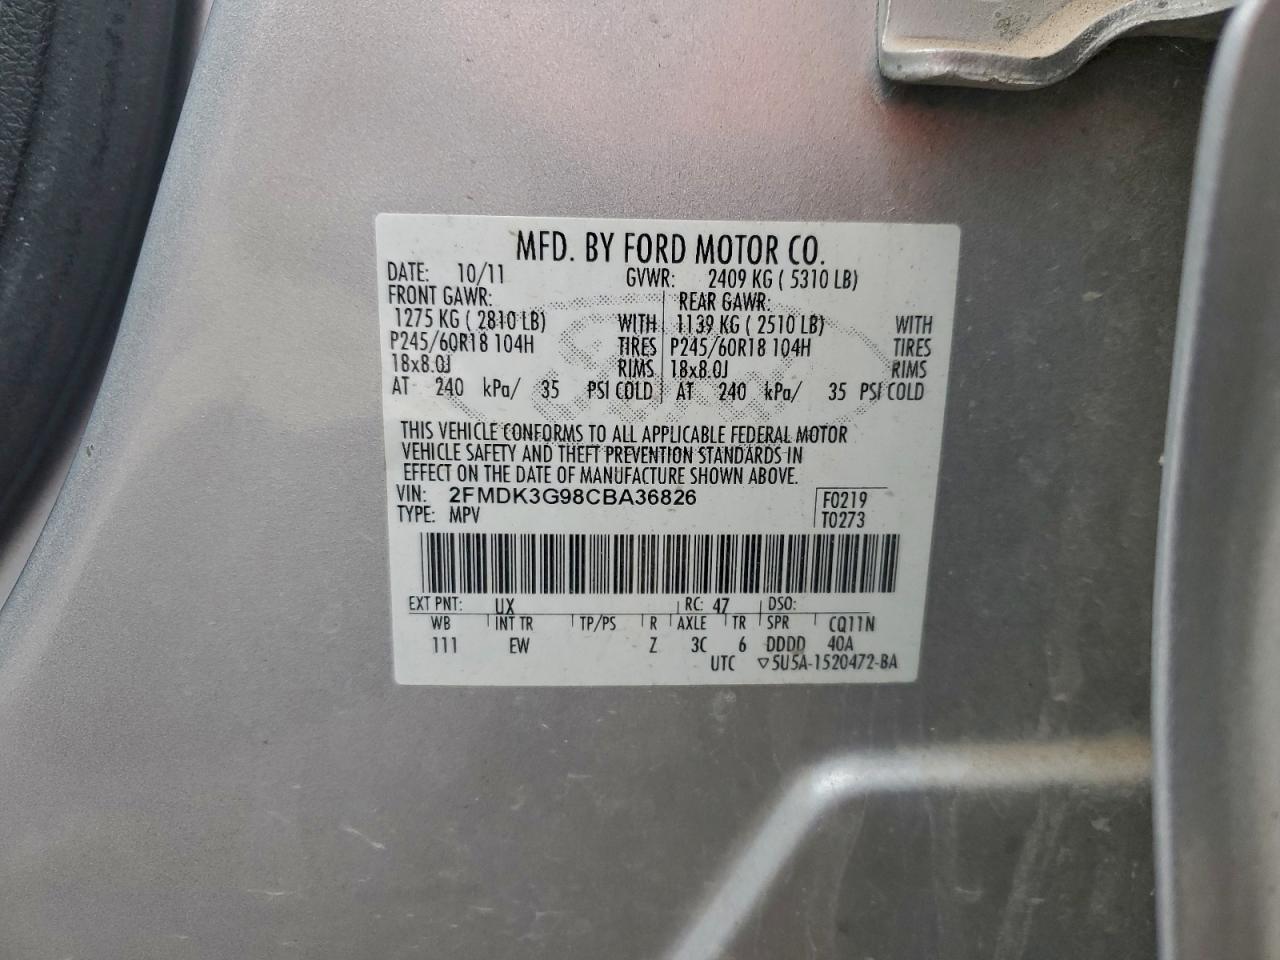 MFD. BY FORD MOTOR CO.
DATE: 10/11 GVWR: 2409 KG ( 5310 LB)
FRONT GAWR: REAR GAWR:
1275 KG ( 2810 LB) WITH 1139 KG ( 2510 LB) WITH
P245/60R18 104H TIRES P245/60R18 104H TIRES
18x8.0J RIMS 18x8.0J RIMS
AT 240 kPa/ 35 PSI COLD AT 240 kPa/ 35 PSI COLD
THIS VEHICLE CONFORMS TO ALL APPLICABLE FEDERAL MOTOR
VEHICLE SAFETY AND THEFT PREVENTION STANDARDS IN
EFFECT ON THE DATE OF MANUFACTURE SHOWN ABOVE.
VIN: 2FMDK3G98CBA36826 F0219
TYPE: MPV T0273
EXT PNT: UX RC: 47 DSO:
WB INT TR TP/PS R AXLE TR SPR CQ11N
111 EW Z 3C 6 DDDD 40A
UTC ▽5U5A-1520472-BA